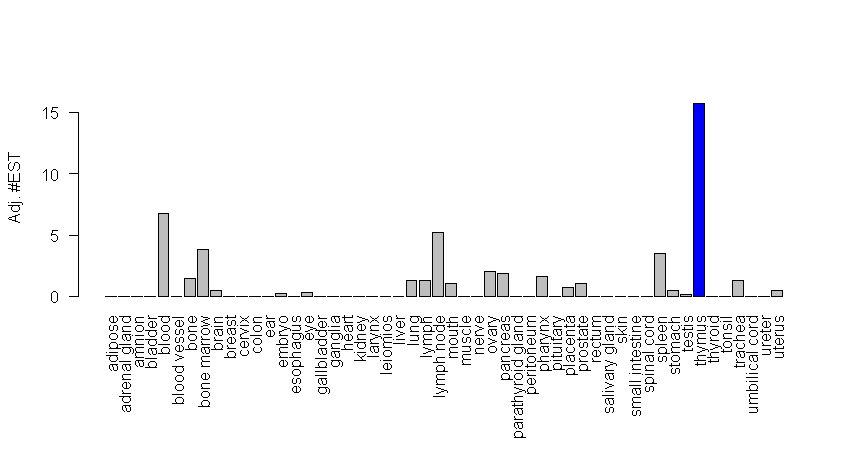 Adj. #EST
15
10
5
0
adipose
adrenal gland
amnion
bladder
blood
blood vessel
bone
bone marrow
brain
breast
cervix
colon
ear
embryo
esophagus
eye
gallbladder
ganglia
heart
kidney
larynx
leiomios
liver
lung
lymph
lymph node
mouth
muscle
nerve
ovary
pancreas
parathyroid gland
peritoneum
pharynx
pituitary
placenta
prostate
rectum
salivary gland
skin
small intestine
spinal cord
spleen
stomach
testis
thymus
thyroid
tonsil
trachea
umbilical cord
ureter
uterus